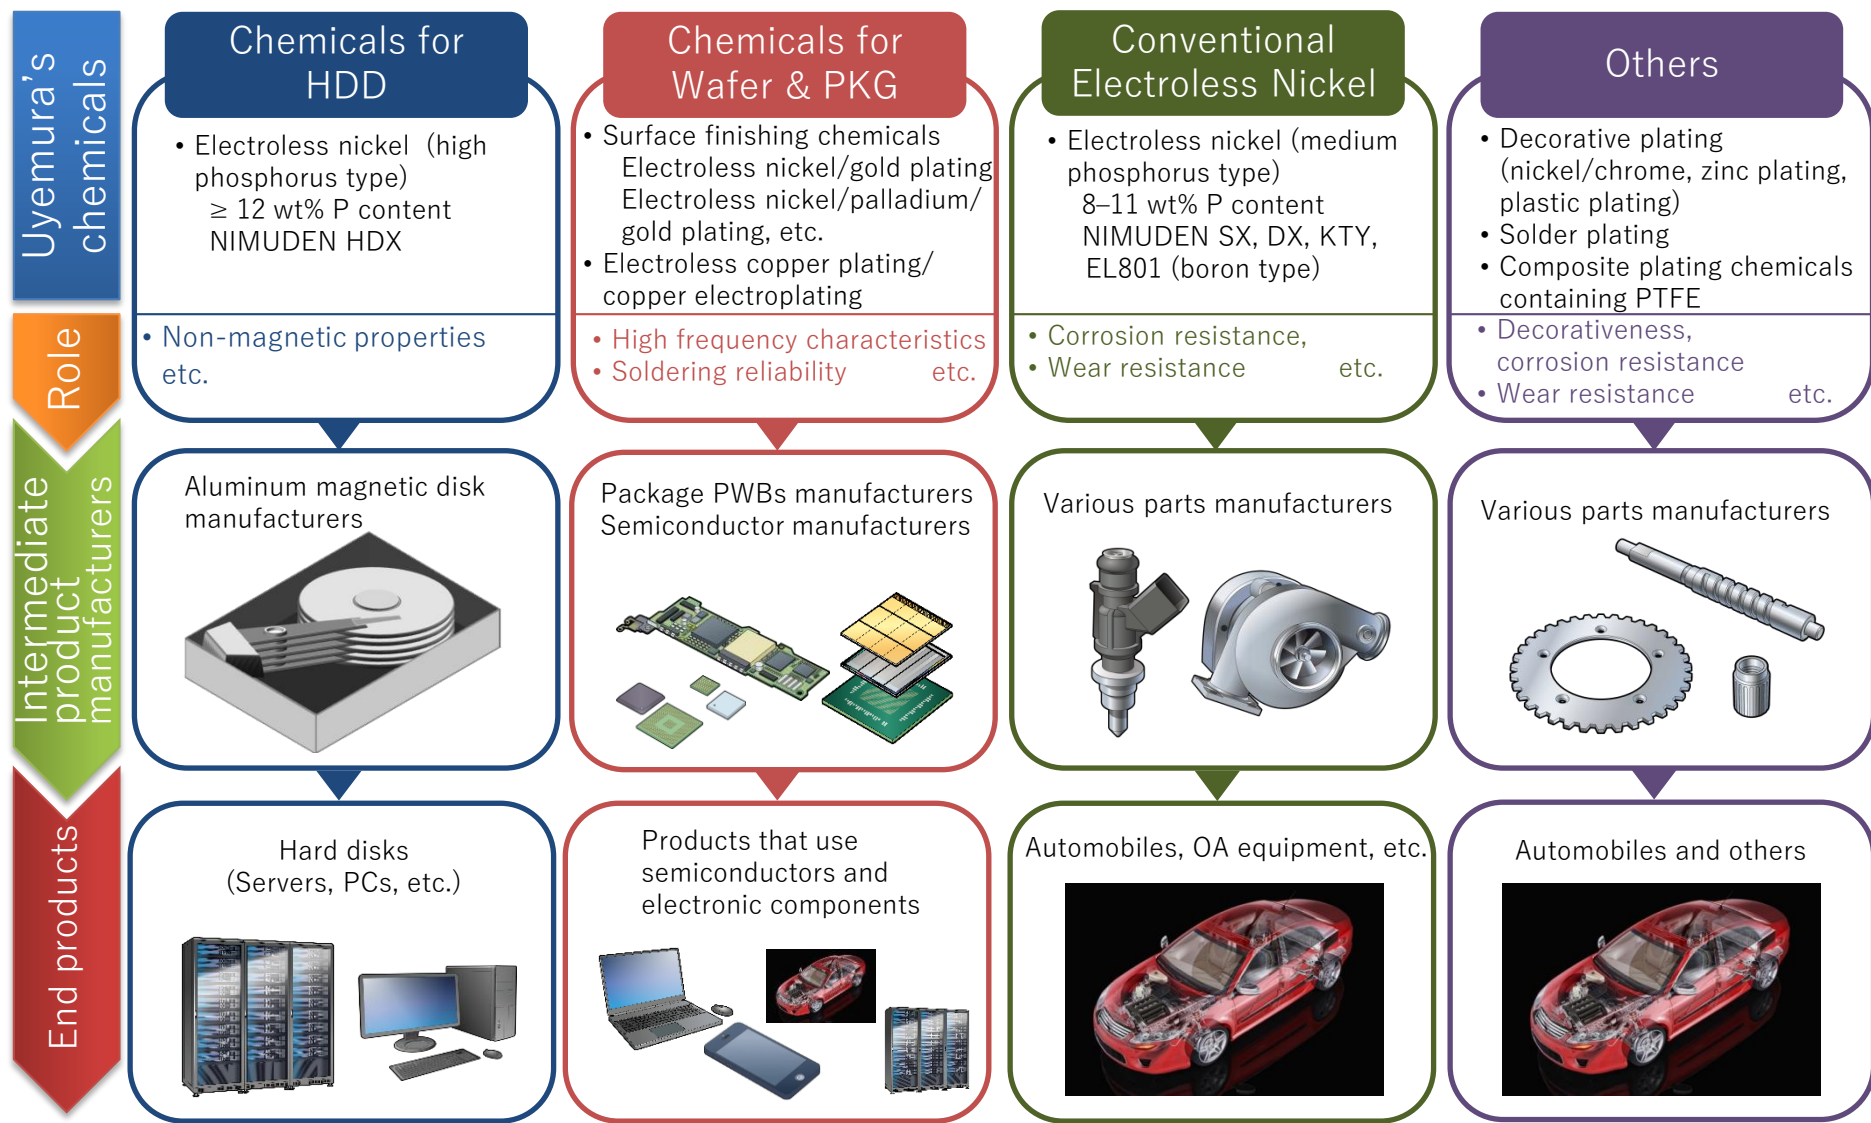 Uyemura's
chemicals
Chemicals for
HDD
• Electroless nickel (high
phosphorus type)
≥ 12 wt% P content
NIMUDEN HDX
Chemicals for
Wafer & PKG
• Surface finishing chemicals
Electroless nickel/gold plating
Electroless nickel/palladium/
gold plating, etc.
• Electroless copper plating/
copper electroplating
Conventional
Electroless Nickel
• Electroless nickel (medium
phosphorus type)
8–11 wt% P content
NIMUDEN SX, DX, KTY,
EL801 (boron type)
Others
• Decorative plating
(nickel/chrome, zinc plating,
plastic plating)
• Solder plating
• Composite plating chemicals
containing PTFE
Role
• Non-magnetic properties
etc.
• High frequency characteristics
• Soldering reliability etc.
• Corrosion resistance,
• Wear resistance etc.
• Decorativeness,
corrosion resistance
• Wear resistance etc.
Intermediate
product
manufacturers
Aluminum magnetic disk
manufacturers
Package PWBs manufacturers
Semiconductor manufacturers
Various parts manufacturers
Various parts manufacturers
End products
Hard disks
(Servers, PCs, etc.)
Products that use
semiconductors and
electronic components
Automobiles, OA equipment, etc.
Automobiles and others